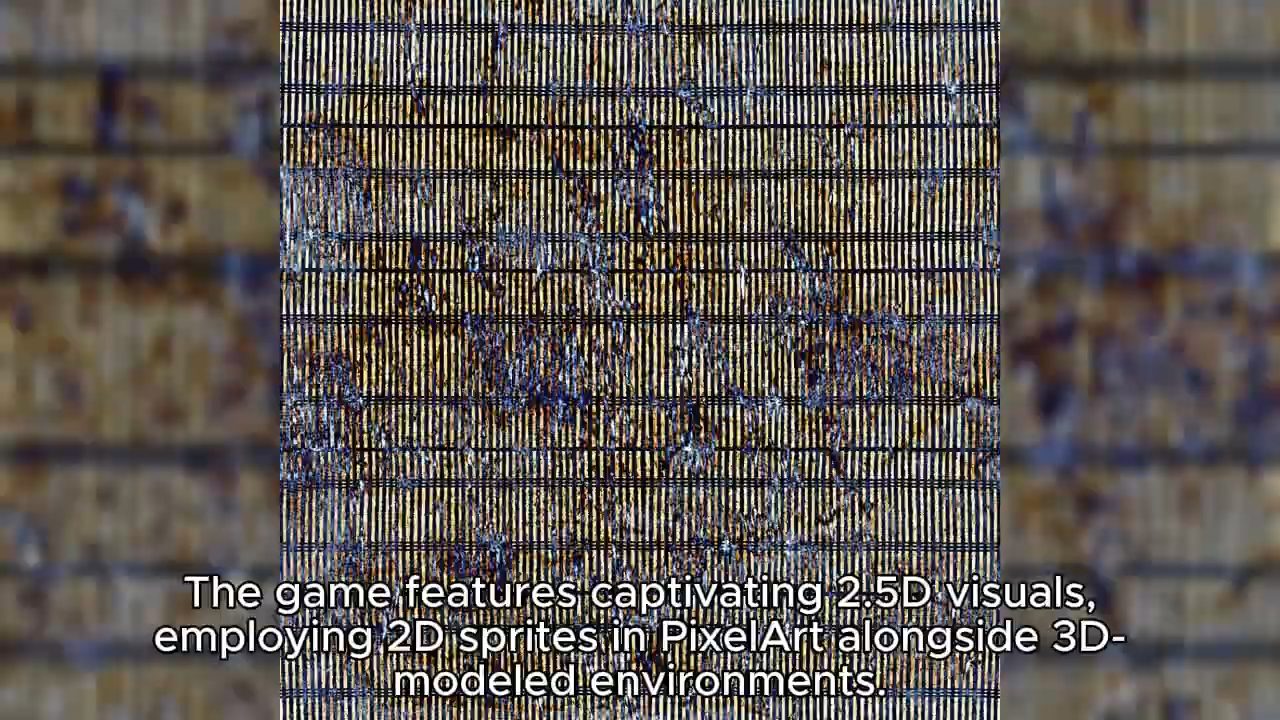 The game features captivating 2.5D visuals,
employing 2D sprites in PixelArt alongside 3D-
modeled environments.